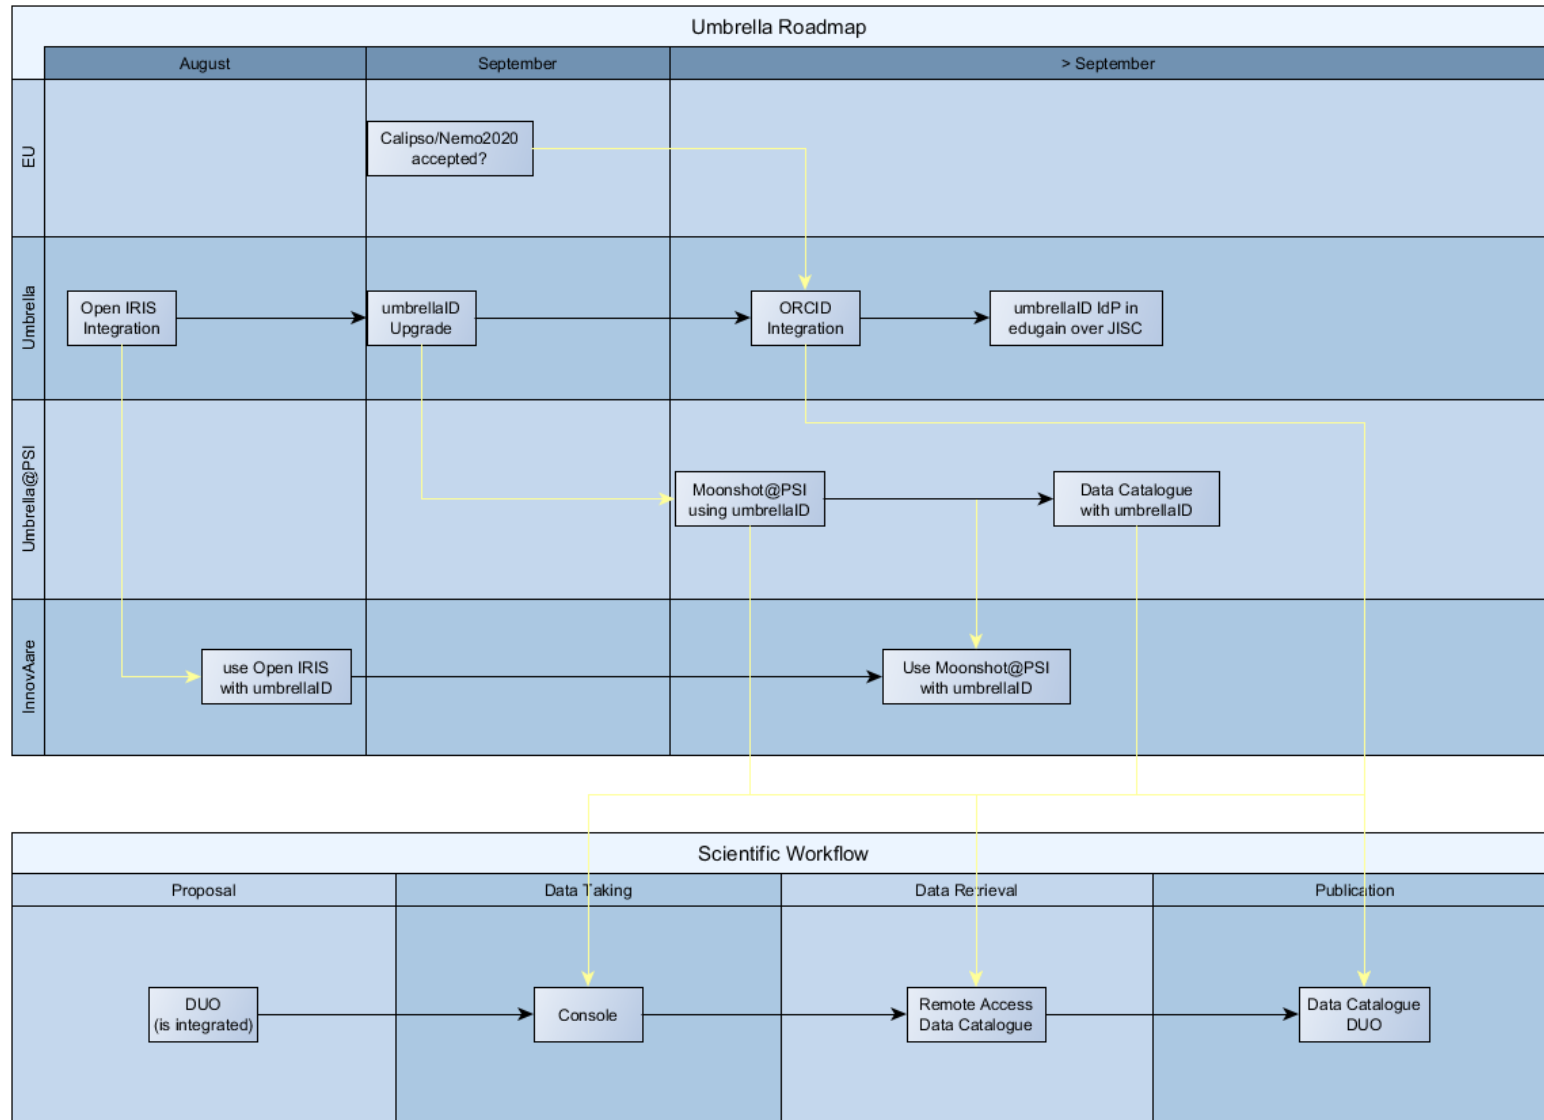 Umbrella Roadmap
August
September
> September
EU
Calipso/Nemo2020
accepted?
Umbrella
Open IRIS
Integration
umbrellaID
Upgrade
ORCID
Integration
umbrellaID IdP in
edugain over JISC
Umbrella@PSI
Moonshot@PSI
using umbrellaID
Data Catalogue
with umbrellaID
InnovAare
use Open IRIS
with umbrellaID
Use Moonshot@PSI
with umbrellaID
Scientific Workflow
Proposal
Data Taking
Data Retrieval
Publication
DUO
(is integrated)
Console
Remote Access
Data Catalogue
Data Catalogue
DUO